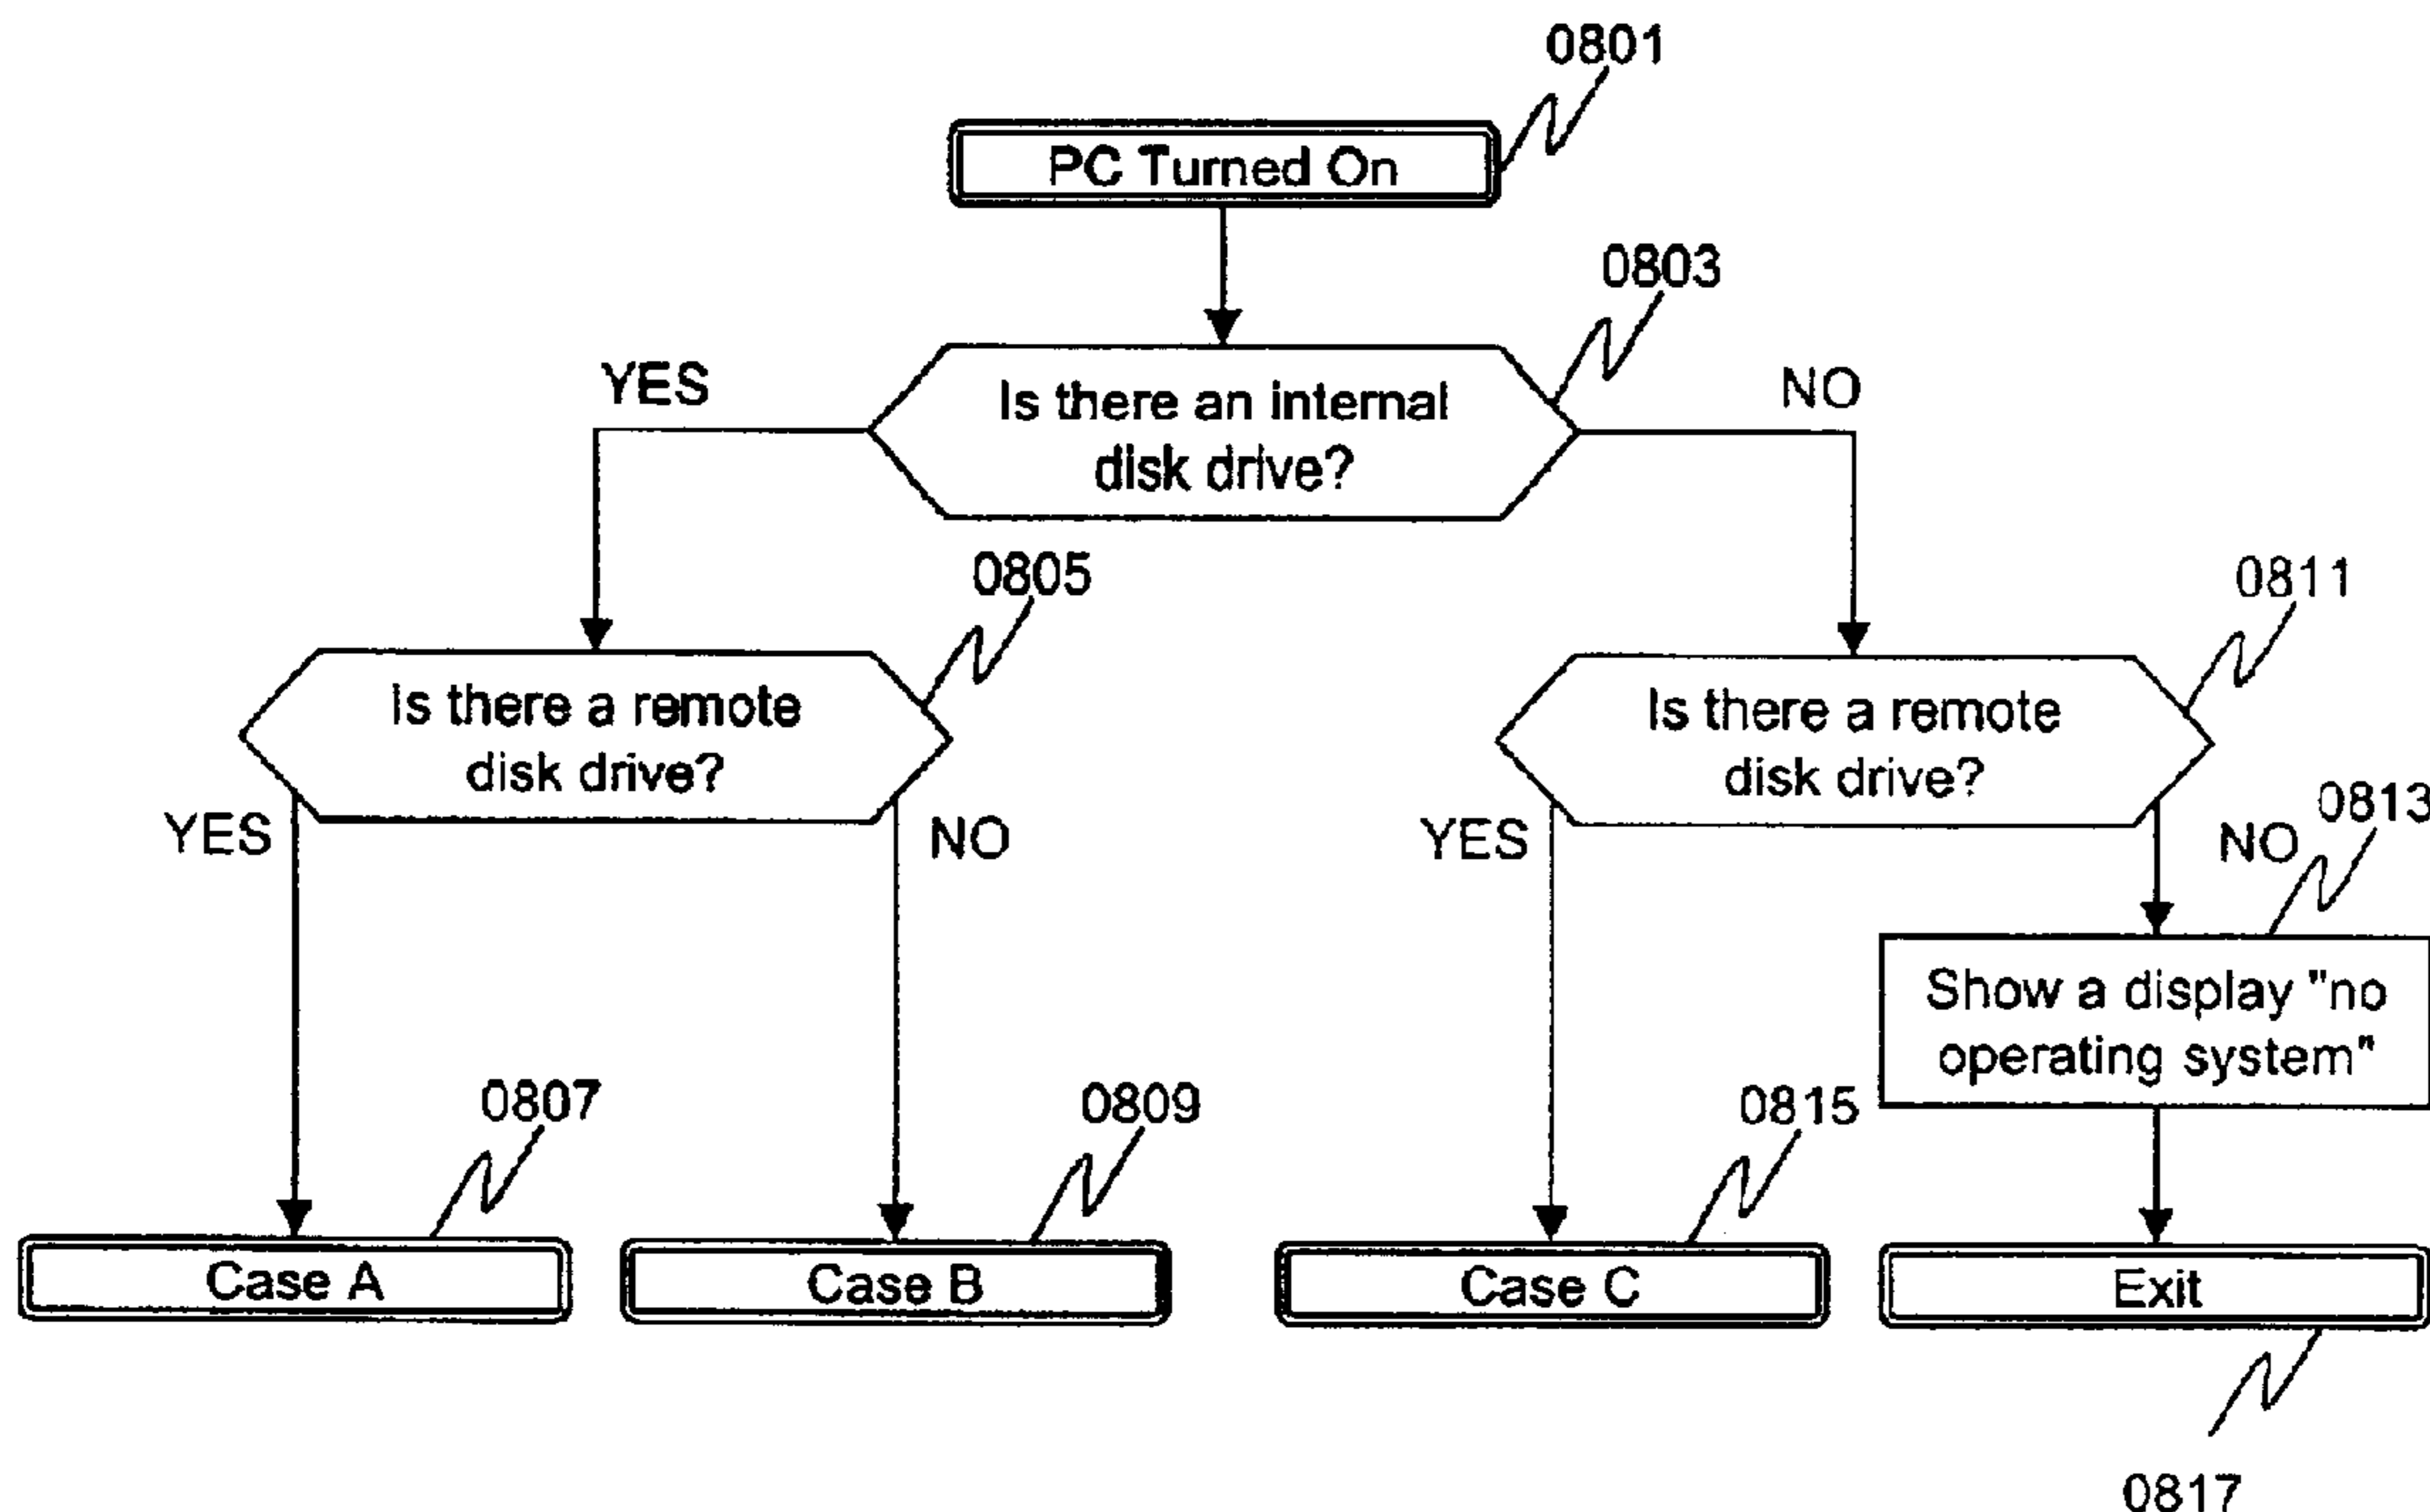 0801
PC Turned On
0803
YES
NO
Is there an internal
disk drive?
0805
0811
Is there a remote
disk drive?
Is there a remote
disk drive?
0813
YES
NO
YES
NO
Show a display "no
operating system"
0807
0809
0815
Case A
Case B
Case C
Exit
0817